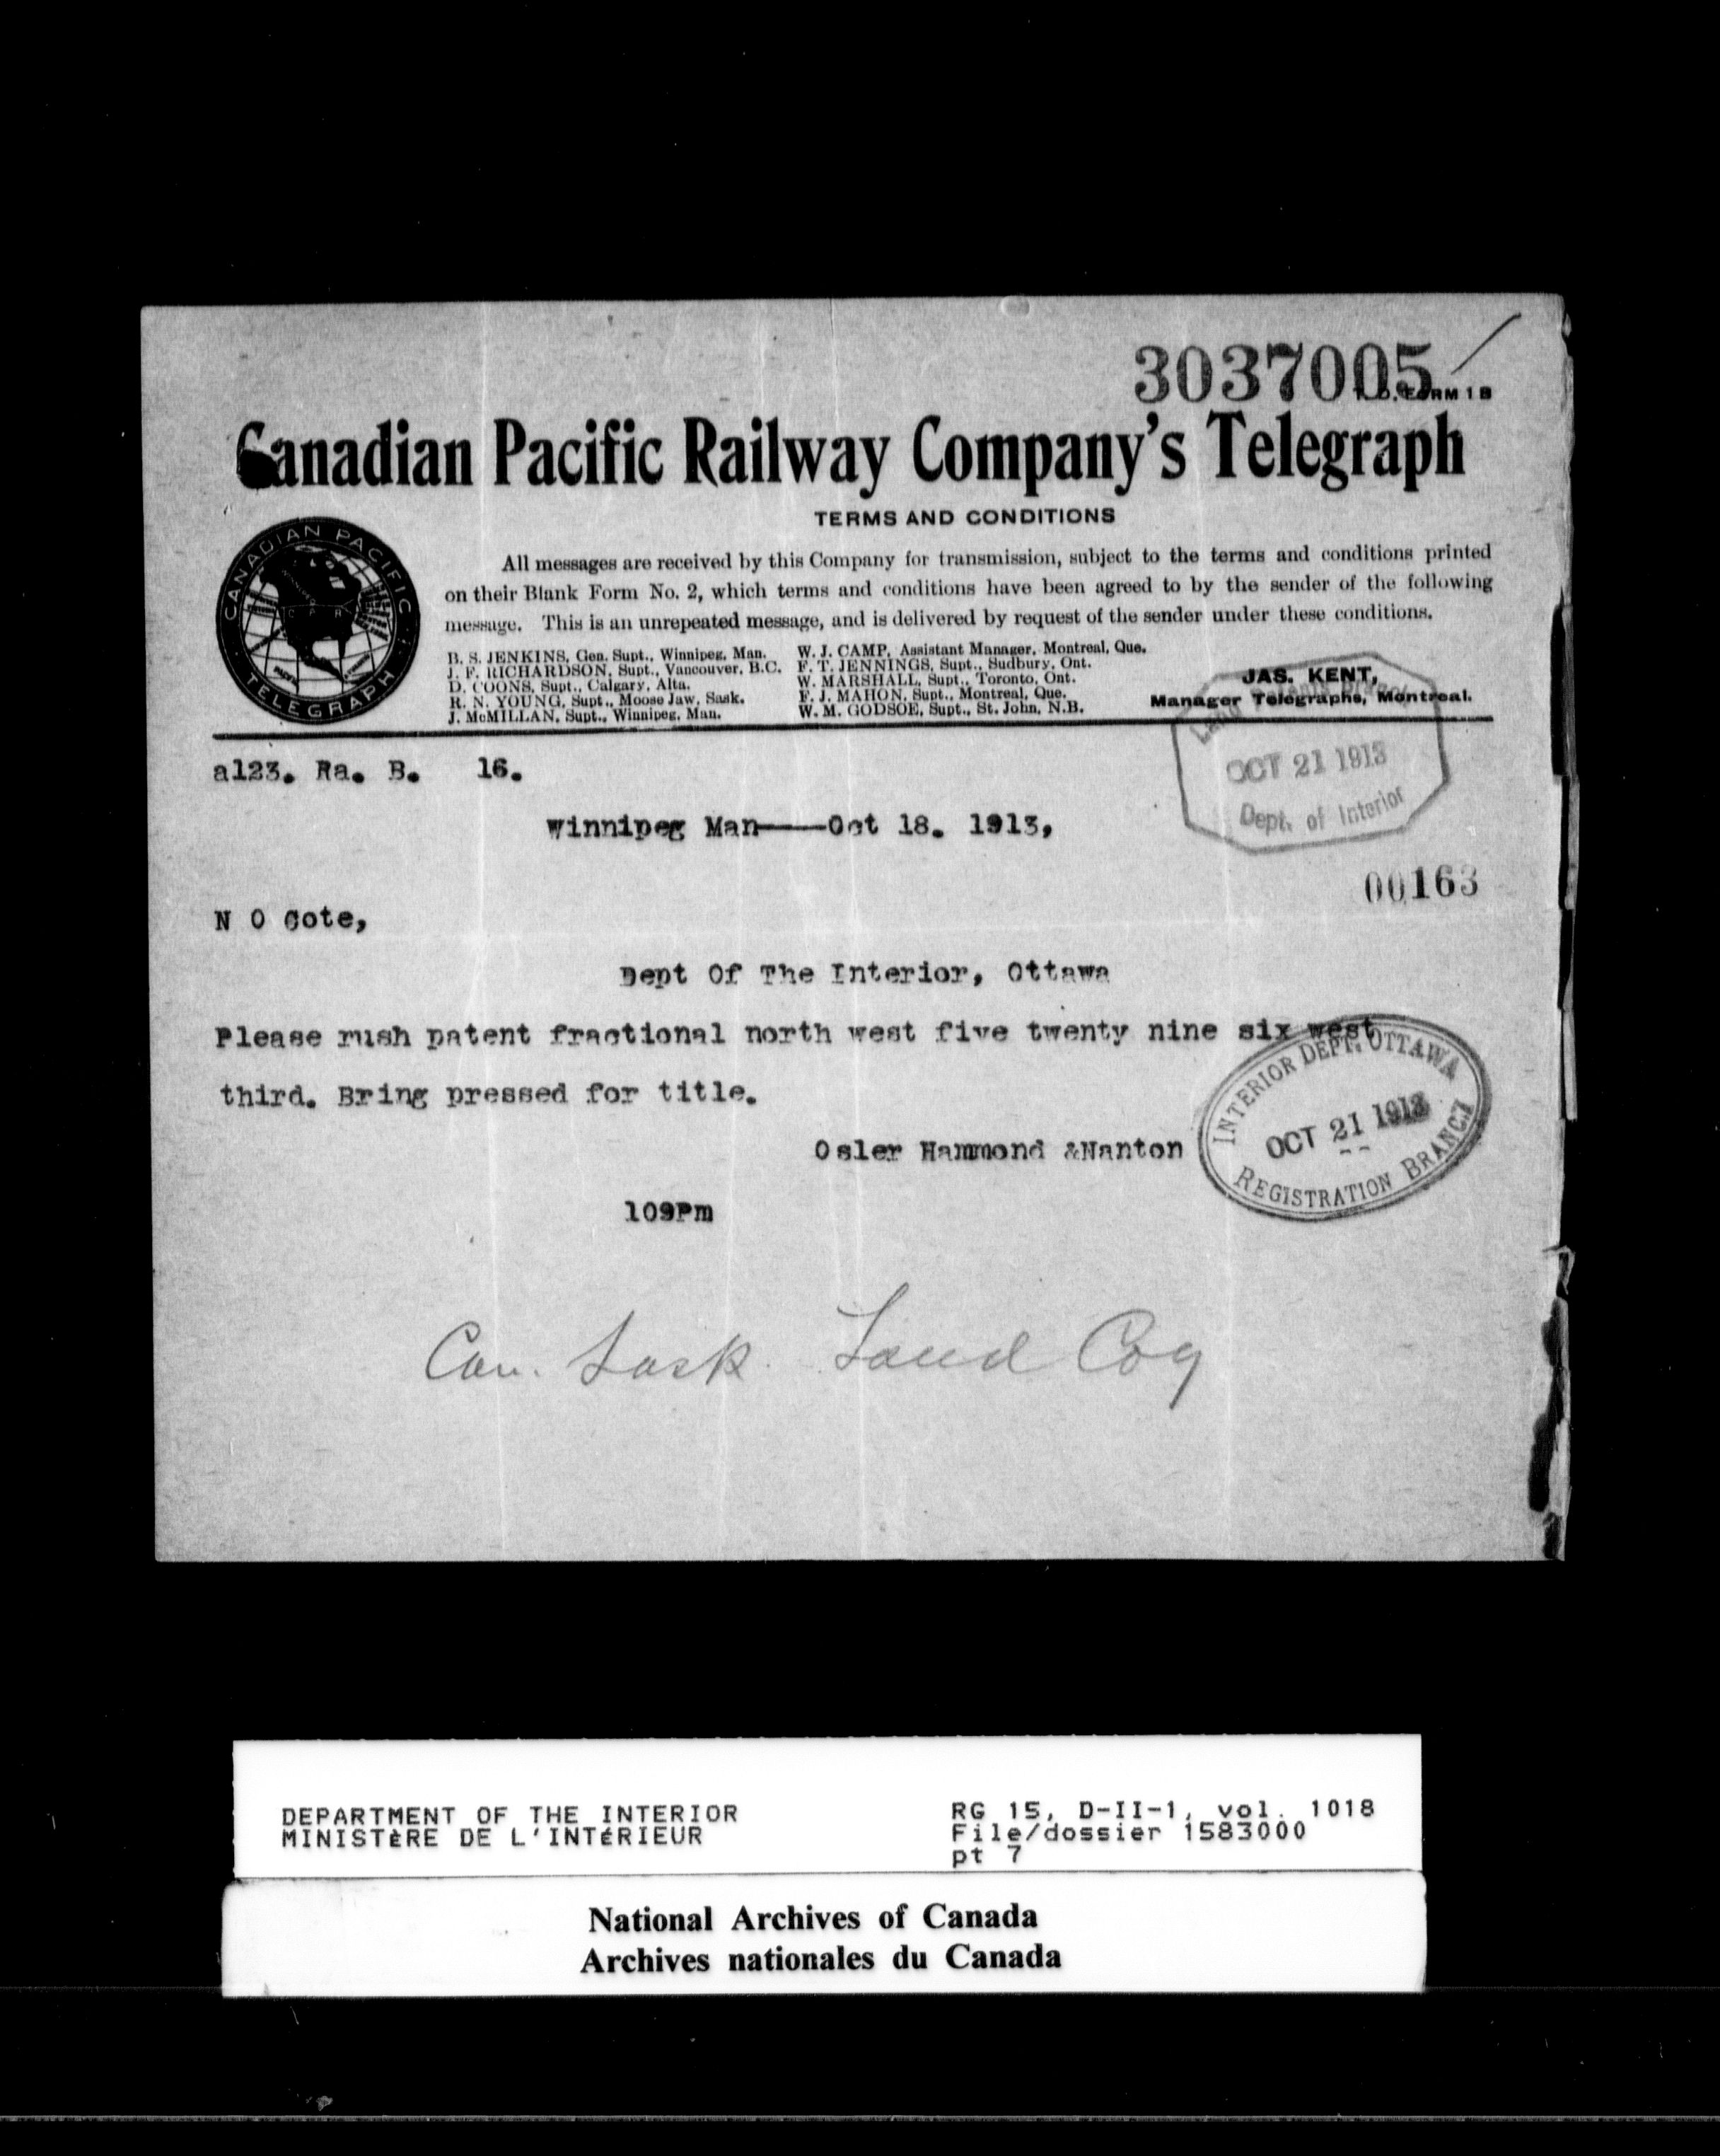 3037005
FORM 1 B
Canadian Pacific Railway Company's Telegraph
TERMS AND CONDITIONS
CANADIAN PACIFIC
TELEGRAPH
All messages are received by this Company for transmission, subject to the terms and conditions printed
on their Blank Form No. 2, which terms and conditions have been agreed to by the sender of the following
message. This is an unrepeated message, and is delivered by request of the sender under these conditions.
B. S. JENKINS, Gen. Supt., Winnipeg, Man.
J. F. RICHARDSON, Supt., Vancouver, B.C.
D. COONS, Supt., Calgary, Alta.
R. N. YOUNG, Supt., Moose Jaw, Sask.
J. McMILLAN, Supt., Winnipeg, Man.
W. J. CAMP, Assistant Manager, Montreal, Que.
F. T. JENNINGS, Supt., Sudbury, Ont.
W. MARSHALL, Supt., Toronto, Ont.
F. J. MAHON, Supt., Montreal, Que.
W. M. GODSOE, Supt., St. John, N.B.
JAS. KENT,
Manager Telegraphs, Montreal.
Land
OCT 21 1913
Dept. of Interior
a123. Ra. B. 16.
Winnipeg Man----Oct 18. 1913,
00163
N O Cote,
Dept Of The Interior, Ottawa
Please rush patent fractional north west five twenty nine six west
third. Bring pressed for title.
Osler Hammond &Nanton
INTERIOR DEPT. OTTAWA
OCT 21 1913
REGISTRATION BRANCH
109Pm
Can. Sask. Land Coy
DEPARTMENT OF THE INTERIOR
MINISTÈRE DE L'INTÉRIEUR
RG 15, D-II-1, vol. 1018
File/dossier 1583000
pt 7
National Archives of Canada
Archives nationales du Canada